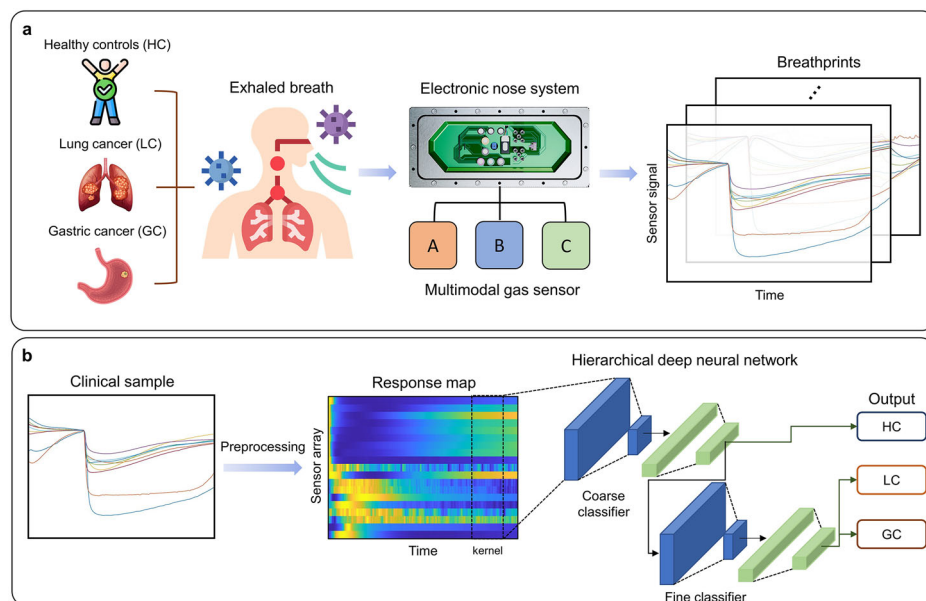 a
Healthy controls (HC)
Lung cancer (LC)
Gastric cancer (GC)
Exhaled breath
Electronic nose system
A
B
C
Multimodal gas sensor
Breathprints
Sensor signal
Time
b
Clinical sample
Preprocessing
Response map
Sensor array
Time
kernel
Hierarchical deep neural network
Coarse
classifier
Fine classifier
Output
HC
LC
GC